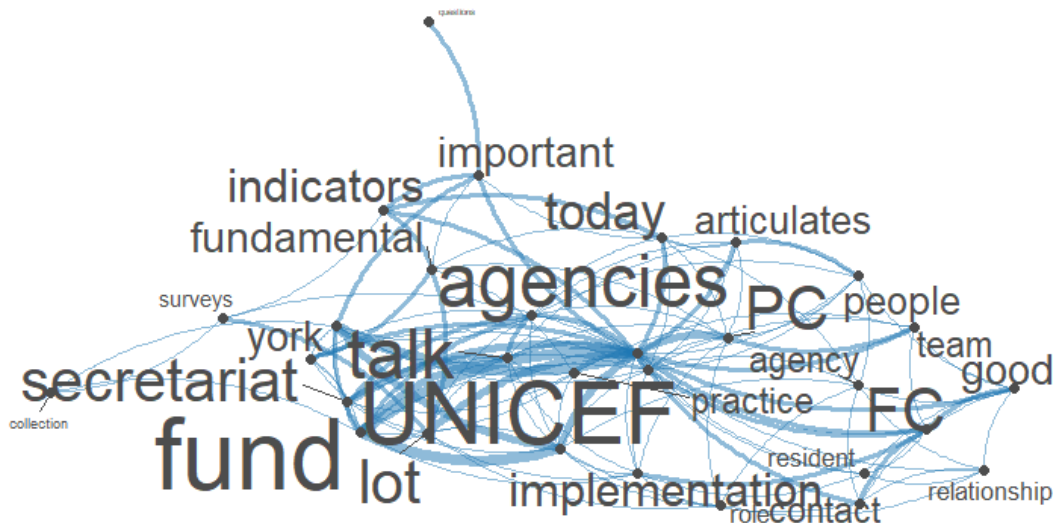 questions
important
indicators
today
articulates
fundamental
agencies
surveys
PC
people
york
talk
agency
team
secretariat
good
UNICEF
practice
FC
collection
fund
lot
resident
implementation
relationship
role
contact